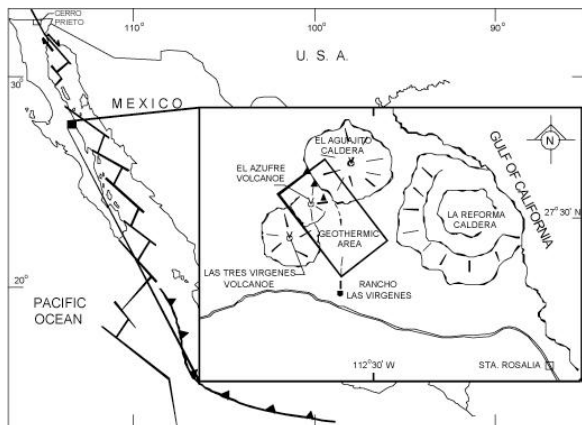 CERRO
PRIETO
110°
100°
90°
U. S. A.
30°
MEXICO
EL AGUAJITO
CALDERA
N
EL AZUFRE
VOLCANOE
GULF OF CALIFORNIA
27° 30' N
LA REFORMA
CALDERA
GEOTHERMIC
AREA
20°
LAS TRES VIRGENES
VOLCANOE
RANCHO
LAS VIRGENES
PACIFIC
OCEAN
112° 30' W
STA. ROSALIA